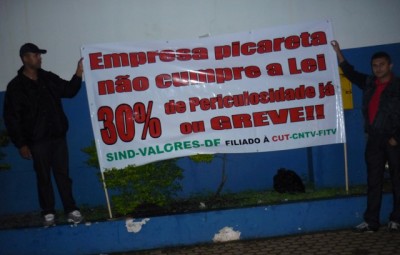 Empresa picareta
não cumpre a Lei
30% de Periculosidade já
ou GREVE!!
SIND-VALORES-DF FILIADO À CUT-CNTV-FITV